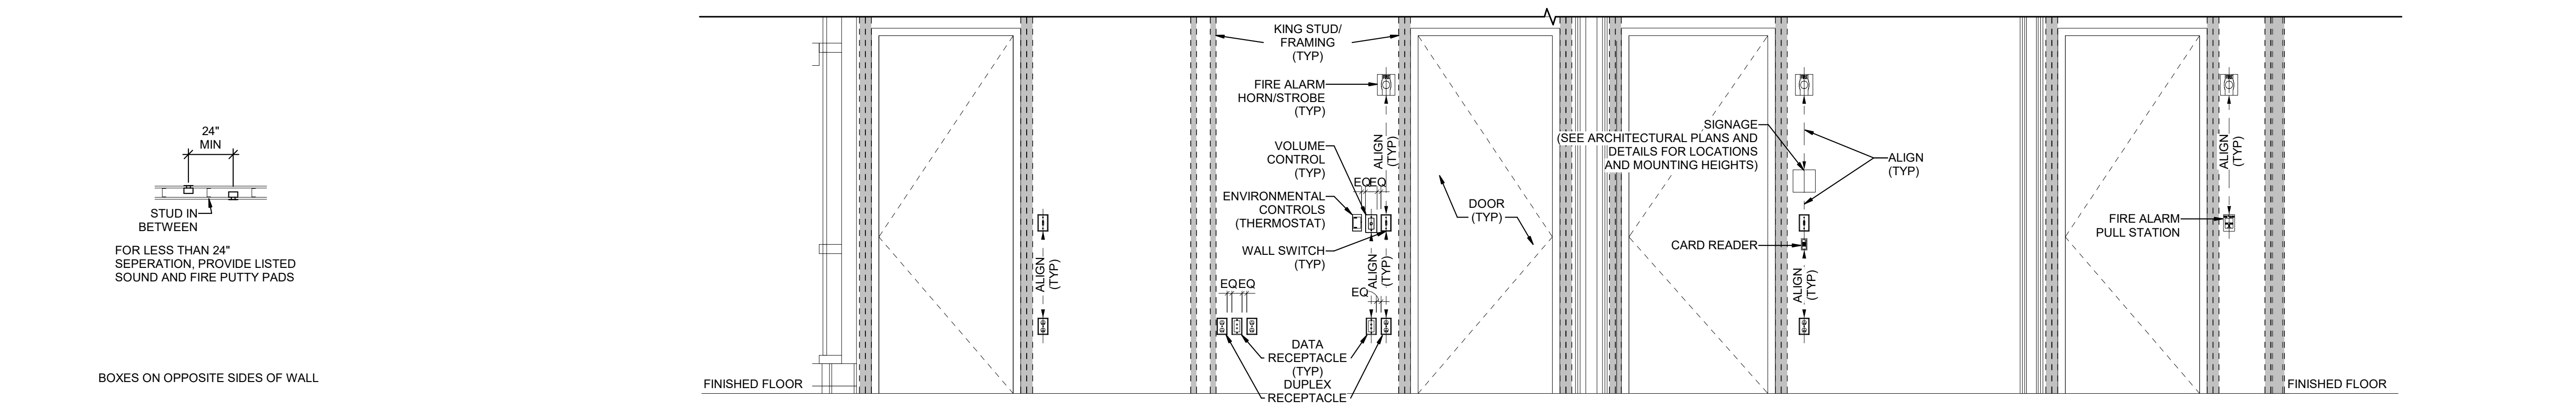 24"
MIN
STUD IN
BETWEEN
FOR LESS THAN 24"
SEPERATION, PROVIDE LISTED
SOUND AND FIRE PUTTY PADS
BOXES ON OPPOSITE SIDES OF WALL
FINISHED FLOOR
ALIGN
(TYP)
KING STUD/
FRAMING
(TYP)
FIRE ALARM
HORN/STROBE
(TYP)
VOLUME
CONTROL
(TYP)
ENVIRONMENTAL
CONTROLS
(THERMOSTAT)
WALL SWITCH
(TYP)
EQ EQ
DATA
RECEPTACLE
(TYP)
DUPLEX
RECEPTACLE
ALIGN
(TYP)
EQ EQ
ALIGN
(TYP)
EQ
DOOR
(TYP)
SIGNAGE
(SEE ARCHITECTURAL PLANS AND
DETAILS FOR LOCATIONS
AND MOUNTING HEIGHTS)
CARD READER
ALIGN
(TYP)
ALIGN
(TYP)
FIRE ALARM
PULL STATION
ALIGN
(TYP)
FINISHED FLOOR